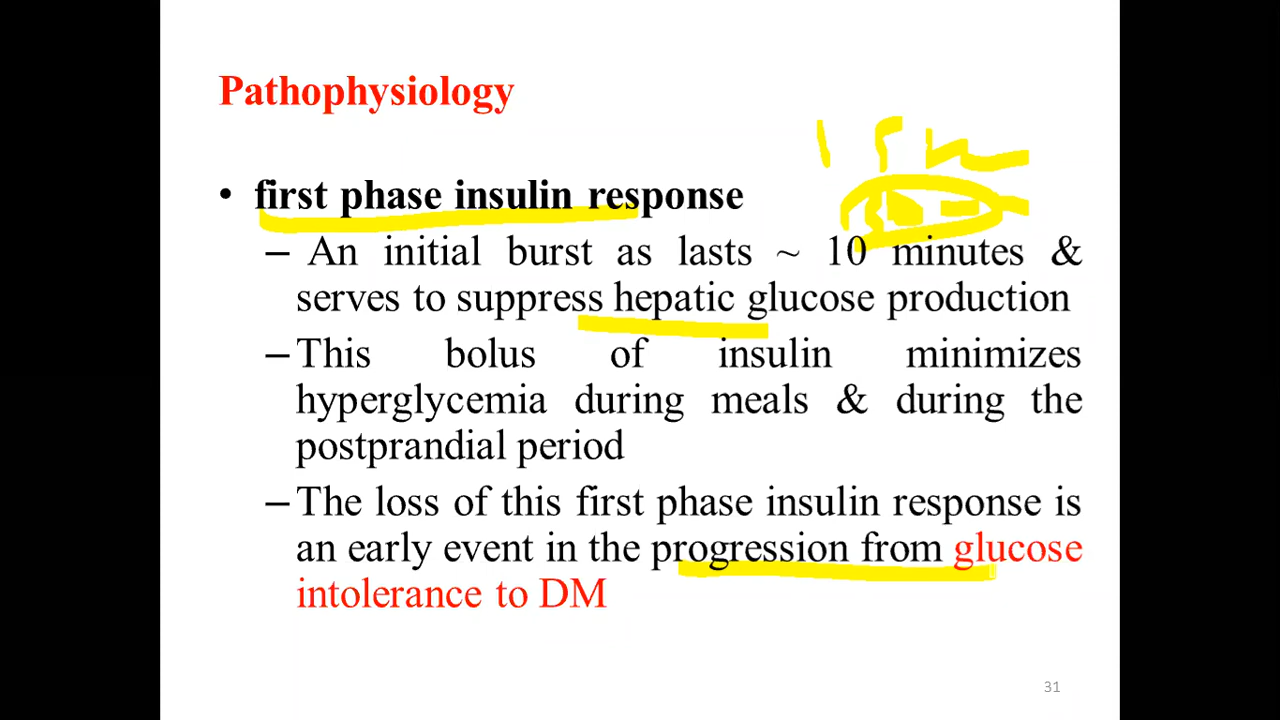 Pathophysiology
• first phase insulin response
– An initial burst as lasts ~ 10 minutes &
serves to suppress hepatic glucose production
– This bolus of insulin minimizes
hyperglycemia during meals & during the
postprandial period
– The loss of this first phase insulin response is
an early event in the progression from glucose
intolerance to DM
31